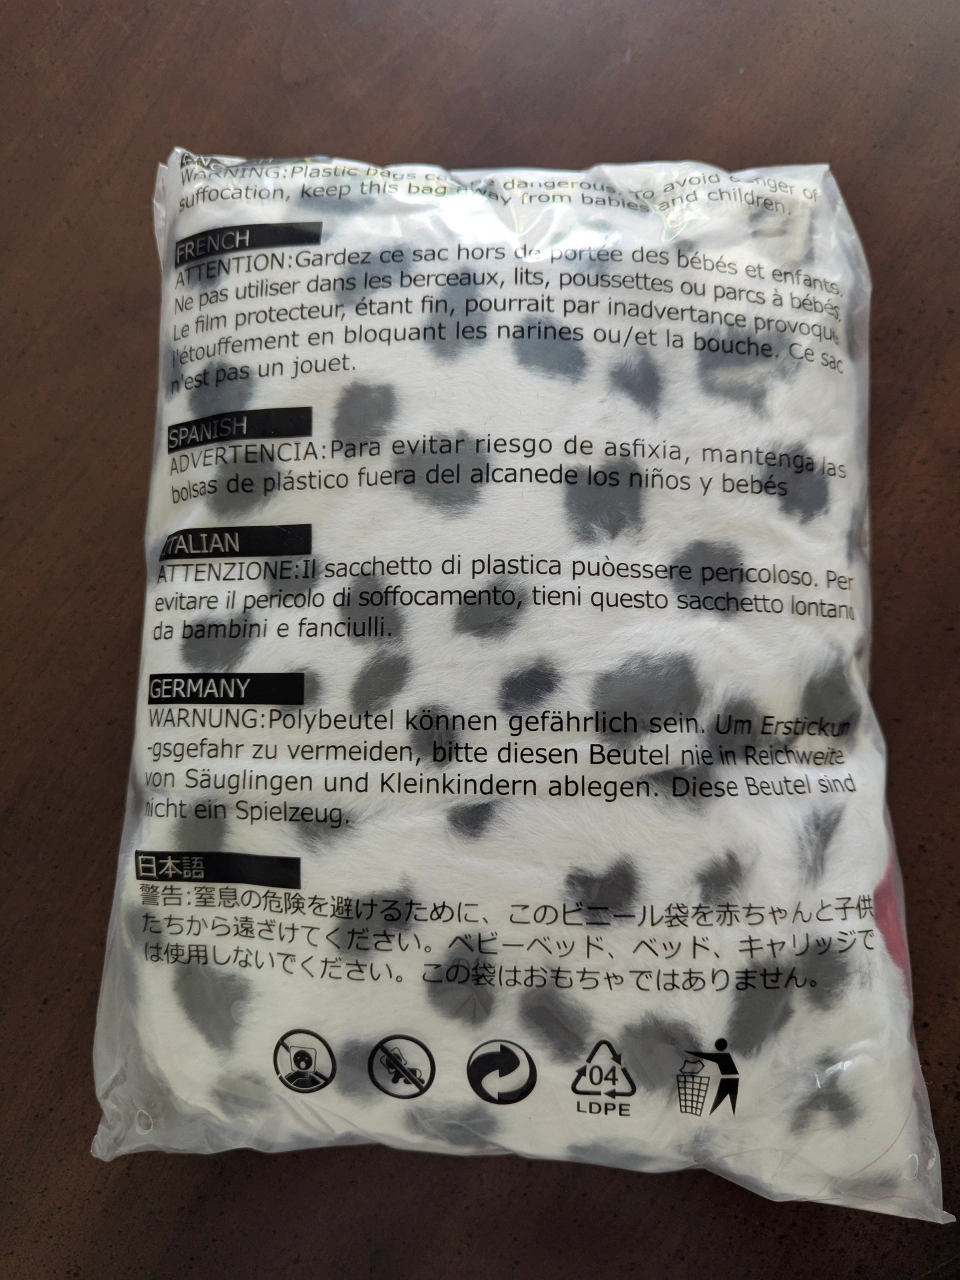 WARNING:Plastic bags dangerous. To avoid danger of
suffocation, keep this bag away from babies and children.
FRENCH
ATTENTION:Gardez ce sac hors de portée des bébés et enfants.
Ne pas utiliser dans les berceaux, lits, poussettes ou parcs à bébés.
Le film protecteur, étant fin, pourrait par inadvertance provoque
l'étouffement en bloquant les narines ou/et la bouche. Ce sac
n'est pas un jouet.
SPANISH
ADVERTENCIA:Para evitar riesgo de asfixia, mantenga las
bolsas de plástico fuera del alcanede los niños y bebés
ITALIAN
ATTENZIONE:Il sacchetto di plastica puòessere pericoloso. Per
evitare il pericolo di soffocamento, tieni questo sacchetto lontano
da bambini e fanciulli.
GERMANY
WARNUNG:Polybeutel können gefährlich sein. Um Erstickun
-gsgefahr zu vermeiden, bitte diesen Beutel nie in Reichweite
von Säuglingen und Kleinkindern ablegen. Diese Beutel sind
nicht ein Spielzeug.
日本語
警告:窒息の危険を避けるために、このビニール袋を赤ちゃんと子供
たちから遠ざけてください。ベビーベッド、ベッド、キャリッジで
は使用しないでください。この袋はおもちゃではありません。
04
LDPE